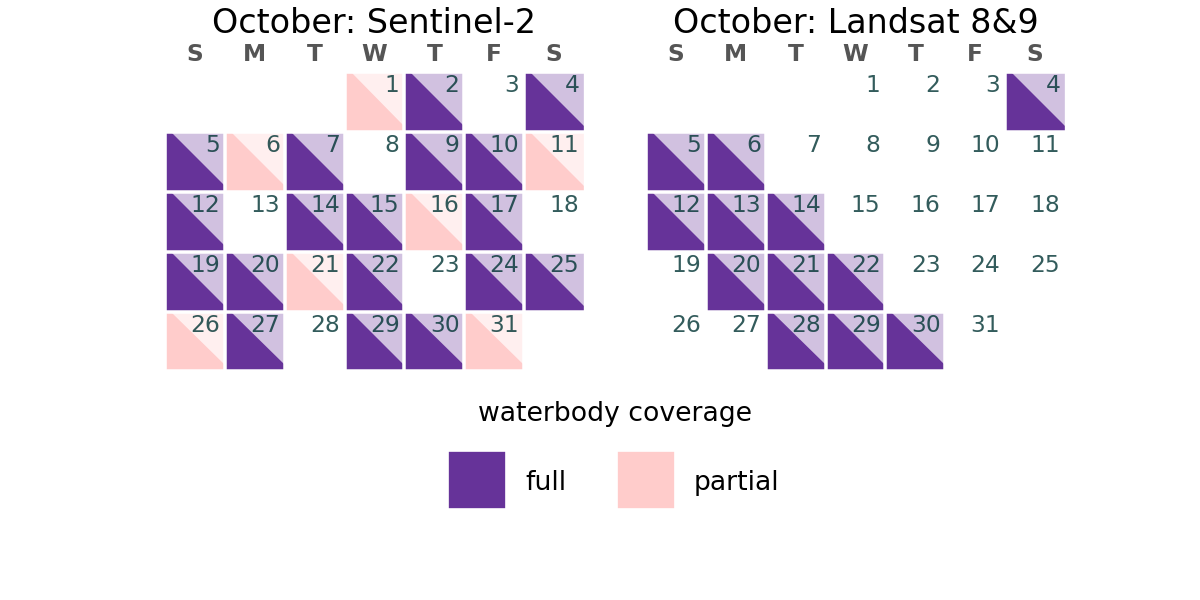 October: Sentinel-2
S M T W T F S
1 2 3 4
5 6 7 8 9 10 11
12 13 14 15 16 17 18
19 20 21 22 23 24 25
26 27 28 29 30 31
October: Landsat 8&9
S M T W T F S
1 2 3 4
5 6 7 8 9 10 11
12 13 14 15 16 17 18
19 20 21 22 23 24 25
26 27 28 29 30 31
waterbody coverage
full partial